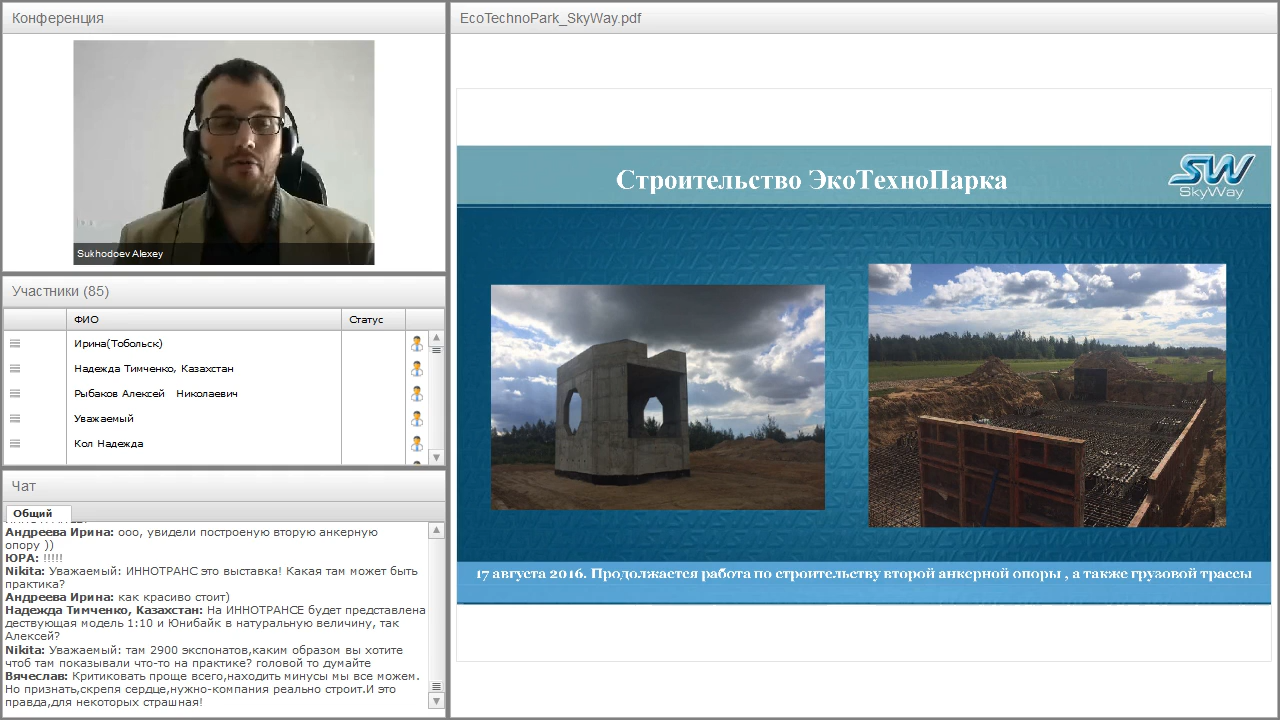 Конференция
Sukhodoev Alexey
Участники (85)
ФИО
Статус
Ирина(Тобольск)
Надежда Тимченко, Казахстан
Рыбаков Алексей Николаевич
Уважаемый
Кол Надежда
Чат
Общий
Андреева Ирина: ооо, увидели построеную вторую анкерную
опору ))
ЮРА: !!!!!
Nikita: Уважаемый: ИННОТРАНС это выставка! Какая там может быть
практика?
Андреева Ирина: как красиво стоит)
Надежда Тимченко, Казахстан: На ИННОТРАНСЕ будет представлена
дествующая модель 1:10 и Юнибайк в натуральную величину, так
Алексей?
Nikita: Уважаемый: там 2900 экспонатов,каким образом вы хотите
чтоб там показывали что-то на практике? головой то думайте
Вячеслав: Критиковать проще всего,находить минусы мы все можем.
Но признать,скрепя сердце,нужно-компания реально строит.И это
правда,для некоторых страшная!
EcoTechnoPark_SkyWay.pdf
Строительство ЭкоТехноПарка
SW
SkyWay
17 августа 2016. Продолжается работа по строительству второй анкерной опоры , а также грузовой трассы